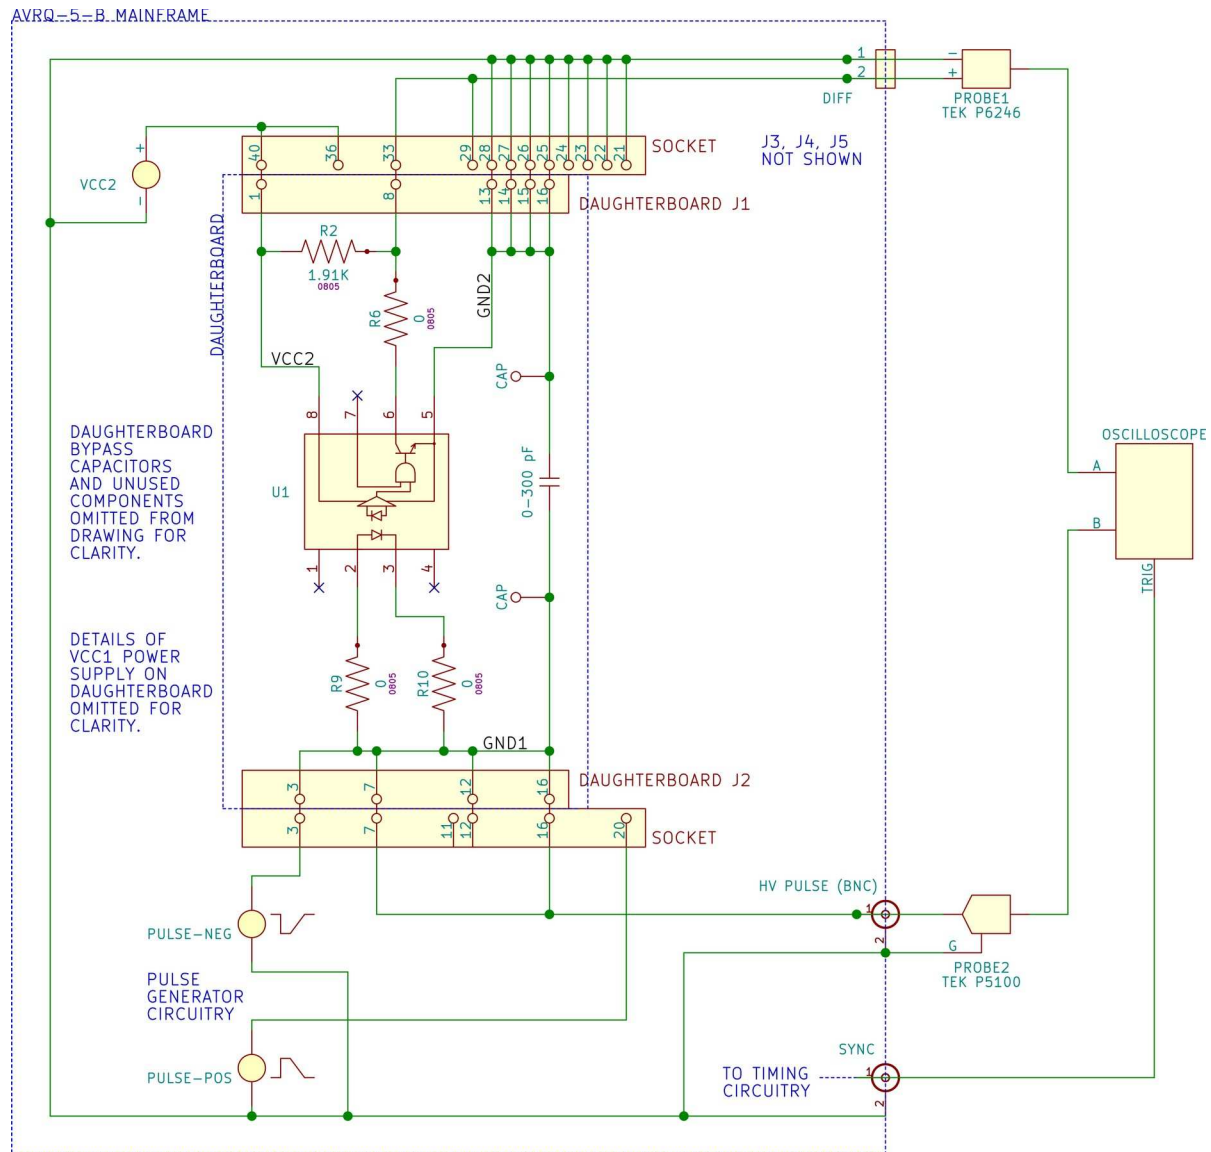 AVRQ-5-B MAINFRAME
1
2
DIFF
-
+
PROBE1
TEK P6246
J3, J4, J5
NOT SHOWN
+
VCC2
-
40
36
33
29
28
27
26
25
24
23
22
21
SOCKET
1
8
13
14
15
16
DAUGHTERBOARD J1
DAUGHTERBOARD
R2
1.91K
0805
R6
0
0805
GND2
VCC2
CAP
8
7
6
5
U1
0-300 pF
1
2
3
4
CAP
DAUGHTERBOARD
BYPASS
CAPACITORS
AND UNUSED
COMPONENTS
OMITTED FROM
DRAWING FOR
CLARITY.
OSCILLOSCOPE
A
B
TRIG
DETAILS OF
VCC1 POWER
SUPPLY ON
DAUGHTERBOARD
OMITTED FOR
CLARITY.
R9
0
0805
R10
0
0805
GND1
3
7
12
16
DAUGHTERBOARD J2
3
7
11
12
16
20
SOCKET
HV PULSE (BNC)
1
2
G
PROBE2
TEK P5100
PULSE-NEG
PULSE
GENERATOR
CIRCUITRY
PULSE-POS
SYNC
TO TIMING
CIRCUITRY
1
2